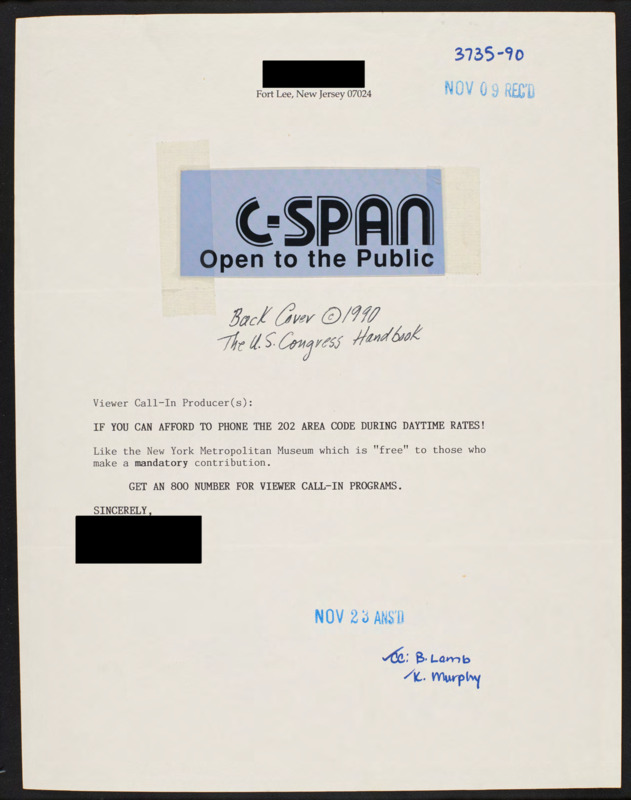 3735-90
Fort Lee, New Jersey 07024
NOV 09 REC'D
C-SPAN
Open to the Public
Back Cover ©1990
The U.S. Congress Handbook
Viewer Call-In Producer(s):
IF YOU CAN AFFORD TO PHONE THE 202 AREA CODE DURING DAYTIME RATES!
Like the New York Metropolitan Museum which is "free" to those who
make a mandatory contribution.
GET AN 800 NUMBER FOR VIEWER CALL-IN PROGRAMS.
SINCERELY,
NOV 23 ANS'D
cc: B. Lamb
K. Murphy